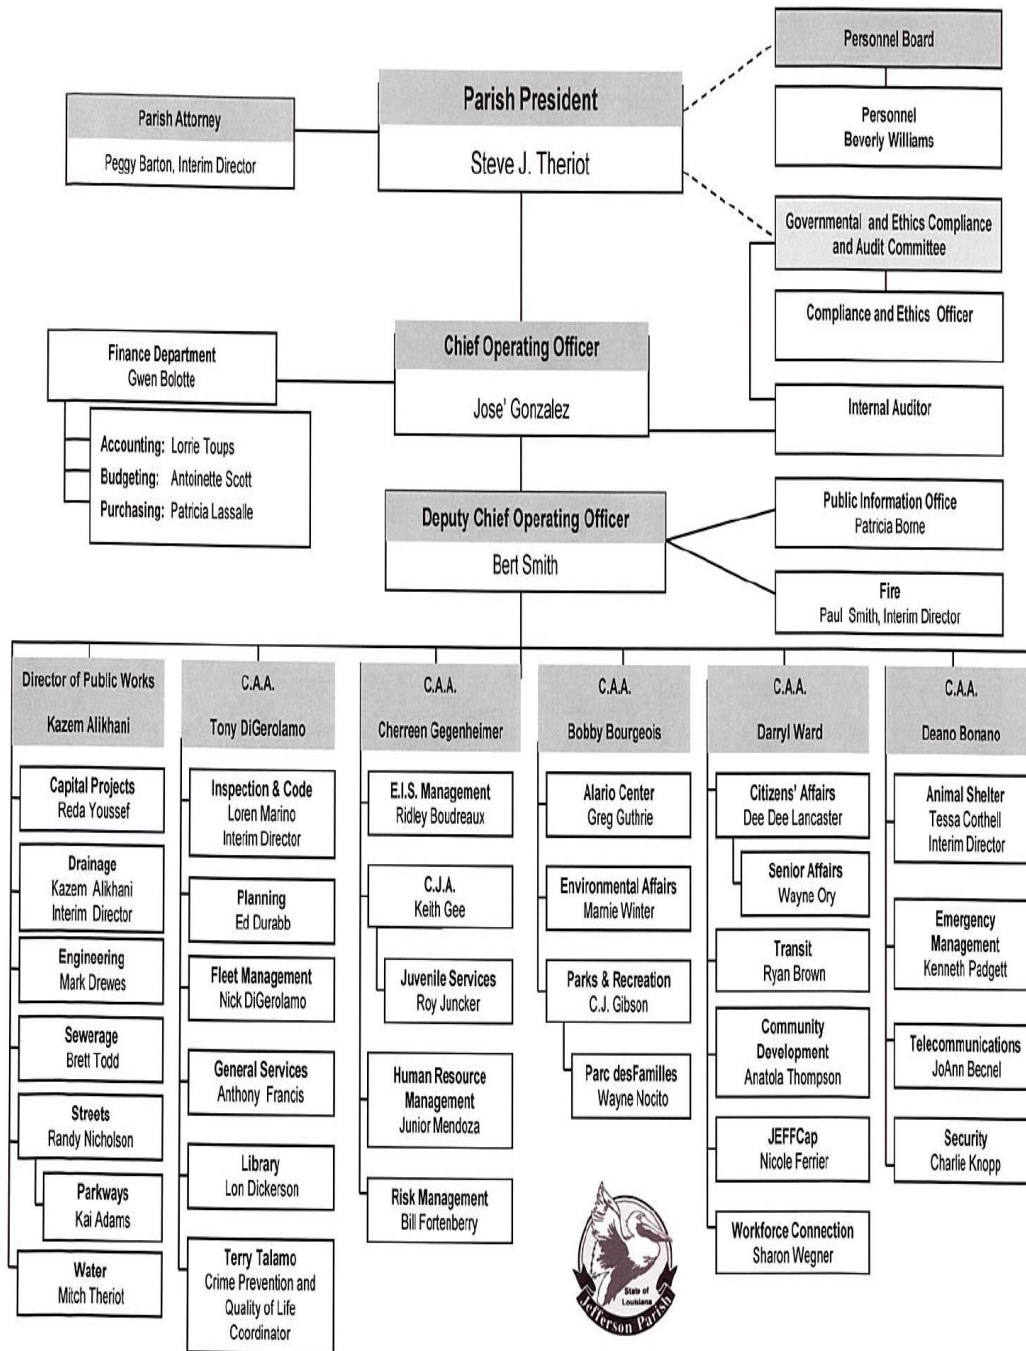 Personnel Board
Parish President
Steve J. Theriot
Parish Attorney
Peggy Barton, Interim Director
Personnel
Beverly Williams
Governmental and Ethics Compliance
and Audit Committee
Compliance and Ethics Officer
Internal Auditor
Chief Operating Officer
Jose' Gonzalez
Finance Department
Gwen Bolotte
Accounting: Lorrie Toups
Budgeting: Antoinette Scott
Purchasing: Patricia Lassalle
Deputy Chief Operating Officer
Bert Smith
Public Information Office
Patricia Borne
Fire
Paul Smith, Interim Director
Director of Public Works
Kazem Alikhani
Capital Projects
Reda Youssef
Drainage
Kazem Alikhani
Interim Director
Engineering
Mark Drewes
Sewerage
Brett Todd
Streets
Randy Nicholson
Parkways
Kai Adams
Water
Mitch Theriot
C.A.A.
Tony DiGerolamo
Inspection & Code
Loren Marino
Interim Director
Planning
Ed Durabb
Fleet Management
Nick DiGerolamo
General Services
Anthony Francis
Library
Lon Dickerson
Terry Talamo
Crime Prevention and
Quality of Life
Coordinator
C.A.A.
Cherreen Gegenheimer
E.I.S. Management
Ridley Boudreaux
C.J.A.
Keith Gee
Juvenile Services
Roy Juncker
Human Resource
Management
Junior Mendoza
Risk Management
Bill Fortenberry
C.A.A.
Bobby Bourgeois
Alario Center
Greg Guthrie
Environmental Affairs
Marnie Winter
Parks & Recreation
C.J. Gibson
Parc desFamilles
Wayne Nocito
C.A.A.
Darryl Ward
Citizens' Affairs
Dee Dee Lancaster
Senior Affairs
Wayne Ory
Transit
Ryan Brown
Community
Development
Anatola Thompson
JEFFCap
Nicole Ferrier
Workforce Connection
Sharon Wegner
C.A.A.
Deano Bonano
Animal Shelter
Tessa Corthell
Interim Director
Emergency
Management
Kenneth Padgett
Telecommunications
JoAnn Becnel
Security
Charlie Knopp
State of
Louisiana
Jefferson Parish